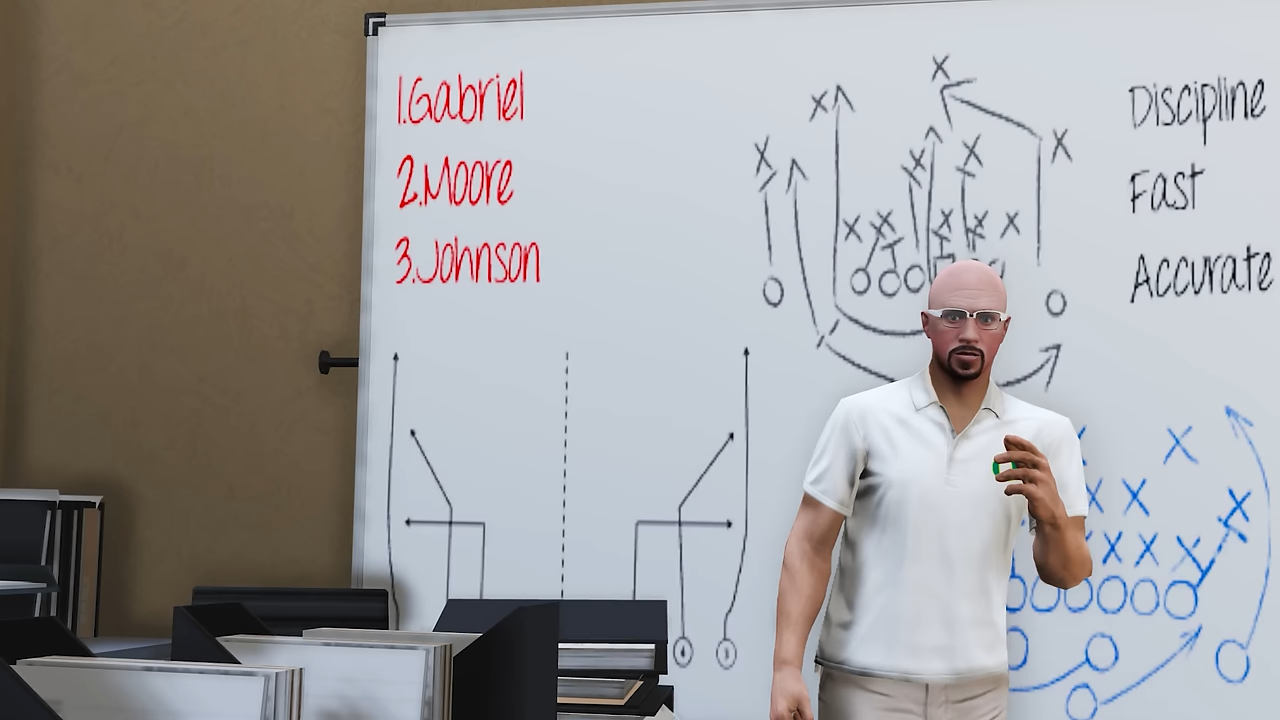 1.Gabriel
2.Moore
3.Johnson
Discipline
Fast
Accurate